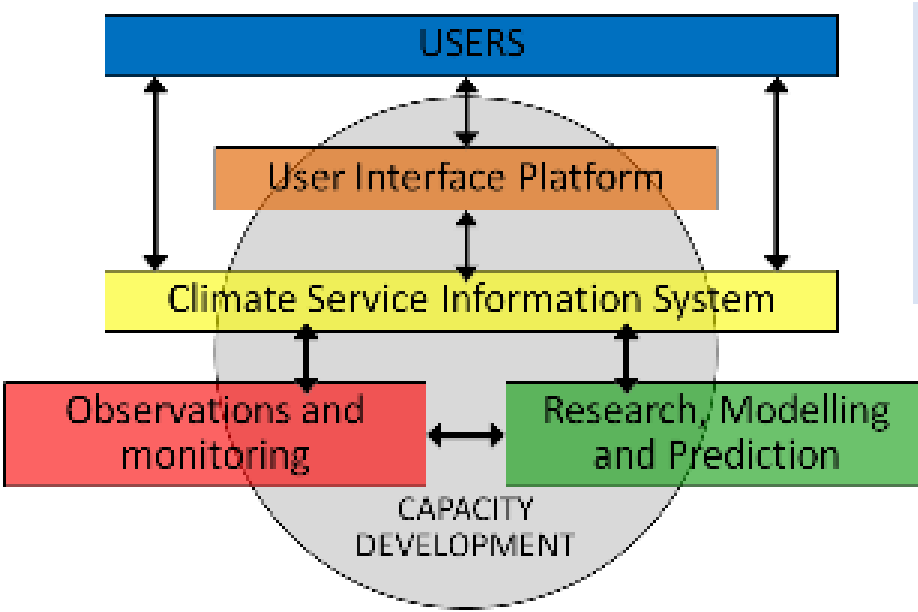 USERS
User Interface Platform
Climate Service Information System
Observations and
monitoring
Research, Modelling
and Prediction
CAPACITY
DEVELOPMENT